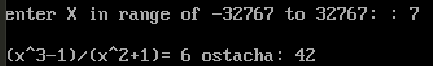 enter X in range of -32767 to 32767: : 7
(x^3-1)/(x^2+1)= 6 ostacha: 42